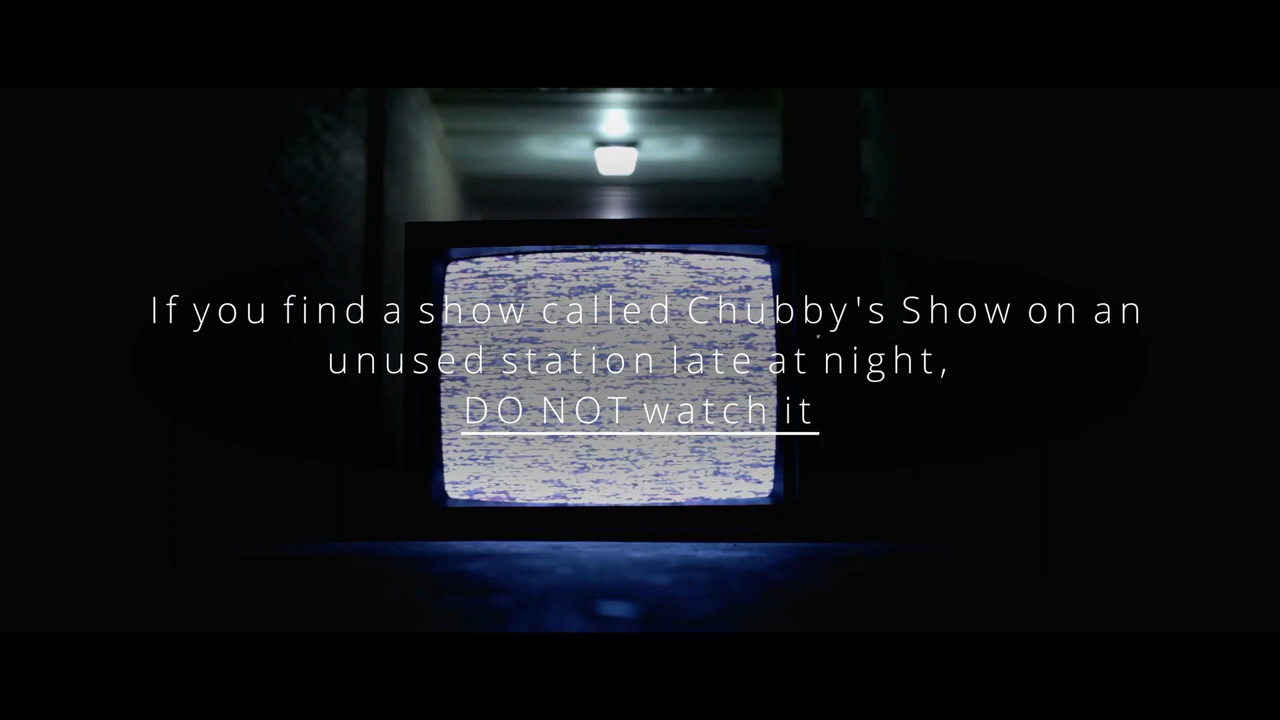 If you find a show called Chubby's Show on an
unused station late at night,
DO NOT watch it